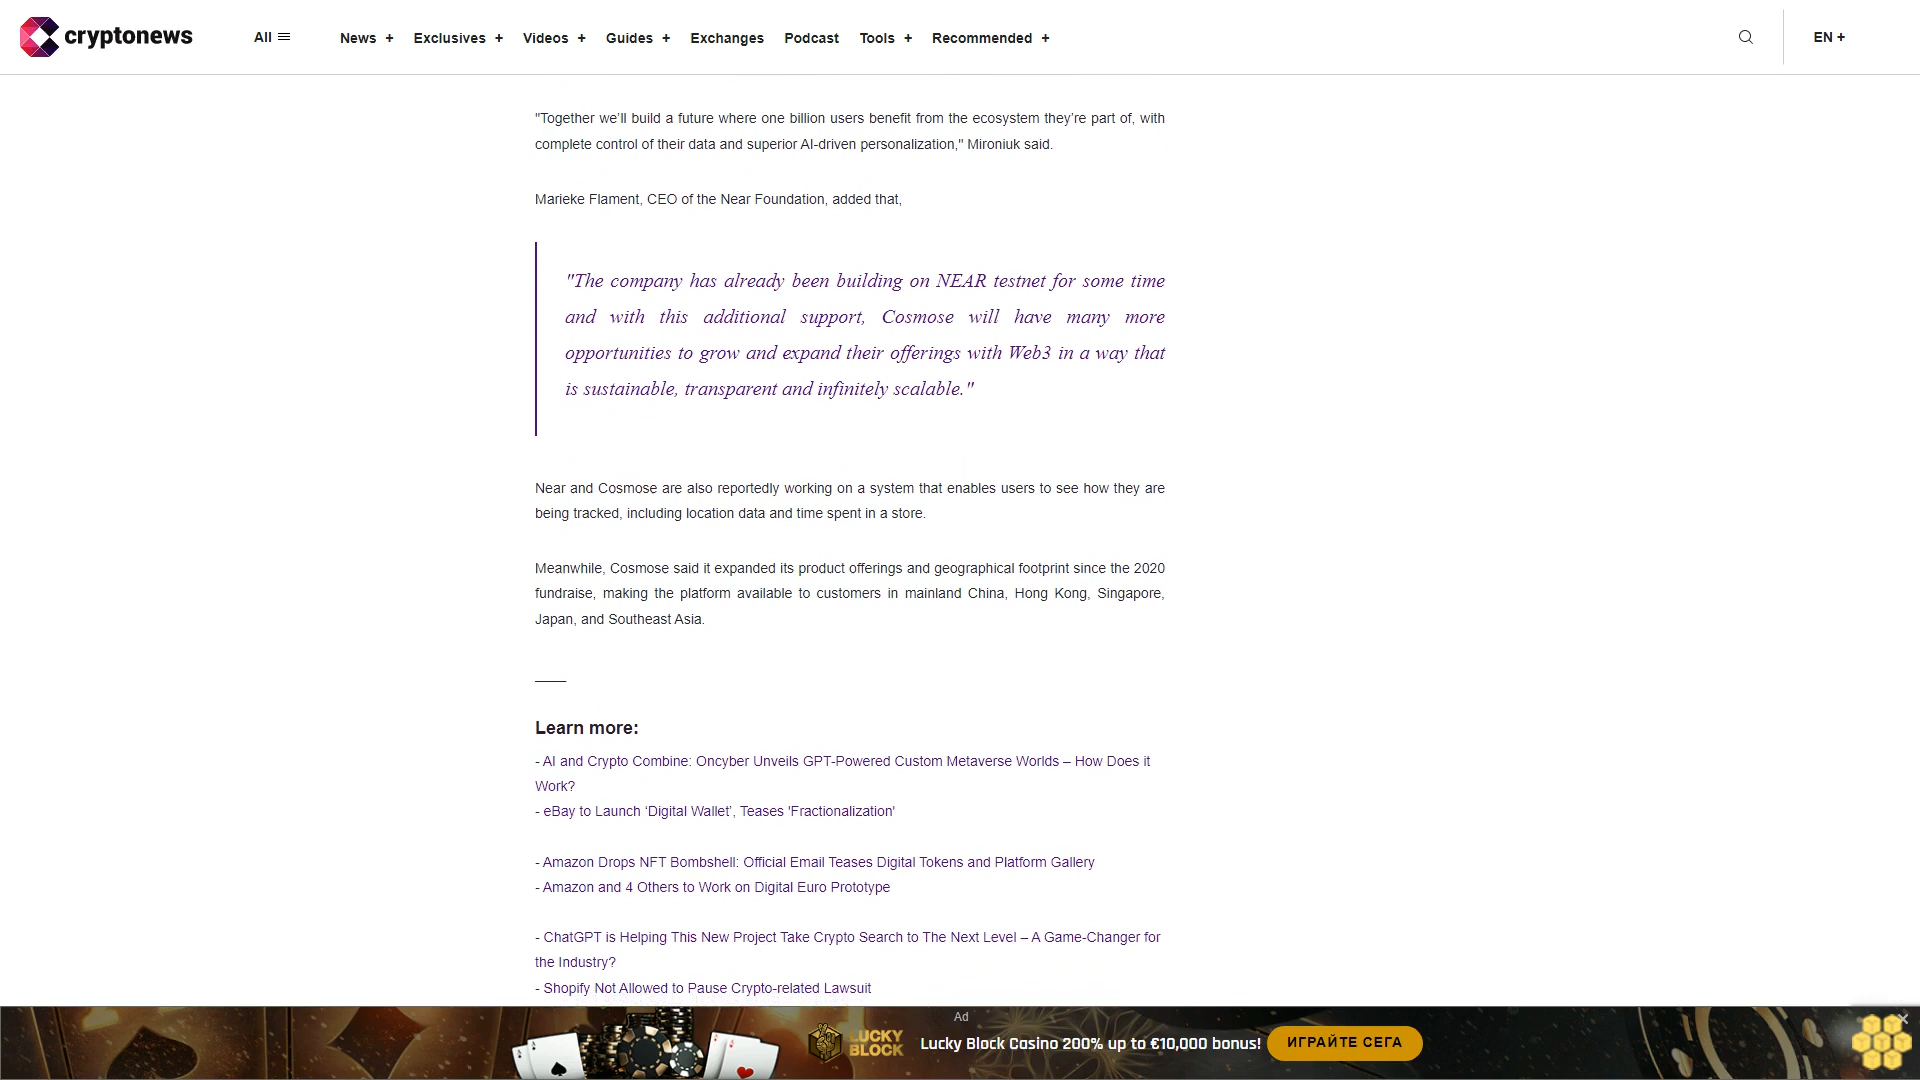 cryptonews
All
News +
Exclusives +
Videos +
Guides +
Exchanges
Podcast
Tools +
Recommended +
EN +
"Together we’ll build a future where one billion users benefit from the ecosystem they’re part of, with
complete control of their data and superior AI-driven personalization," Mironiuk said.
Marieke Flament, CEO of the Near Foundation, added that,
"The company has already been building on NEAR testnet for some time
and with this additional support, Cosmose will have many more
opportunities to grow and expand their offerings with Web3 in a way that
is sustainable, transparent and infinitely scalable."
Near and Cosmose are also reportedly working on a system that enables users to see how they are
being tracked, including location data and time spent in a store.
Meanwhile, Cosmose said it expanded its product offerings and geographical footprint since the 2020
fundraise, making the platform available to customers in mainland China, Hong Kong, Singapore,
Japan, and Southeast Asia.
____
Learn more:
- AI and Crypto Combine: Oncyber Unveils GPT-Powered Custom Metaverse Worlds – How Does it
Work?
- eBay to Launch ‘Digital Wallet’, Teases 'Fractionalization'
- Amazon Drops NFT Bombshell: Official Email Teases Digital Tokens and Platform Gallery
- Amazon and 4 Others to Work on Digital Euro Prototype
- ChatGPT is Helping This New Project Take Crypto Search to The Next Level – A Game-Changer for
the Industry?
- Shopify Not Allowed to Pause Crypto-related Lawsuit
Ad
LUCKY
BLOCK
Lucky Block Casino 200% up to €10,000 bonus!
ИГРАЙТЕ СЕГА